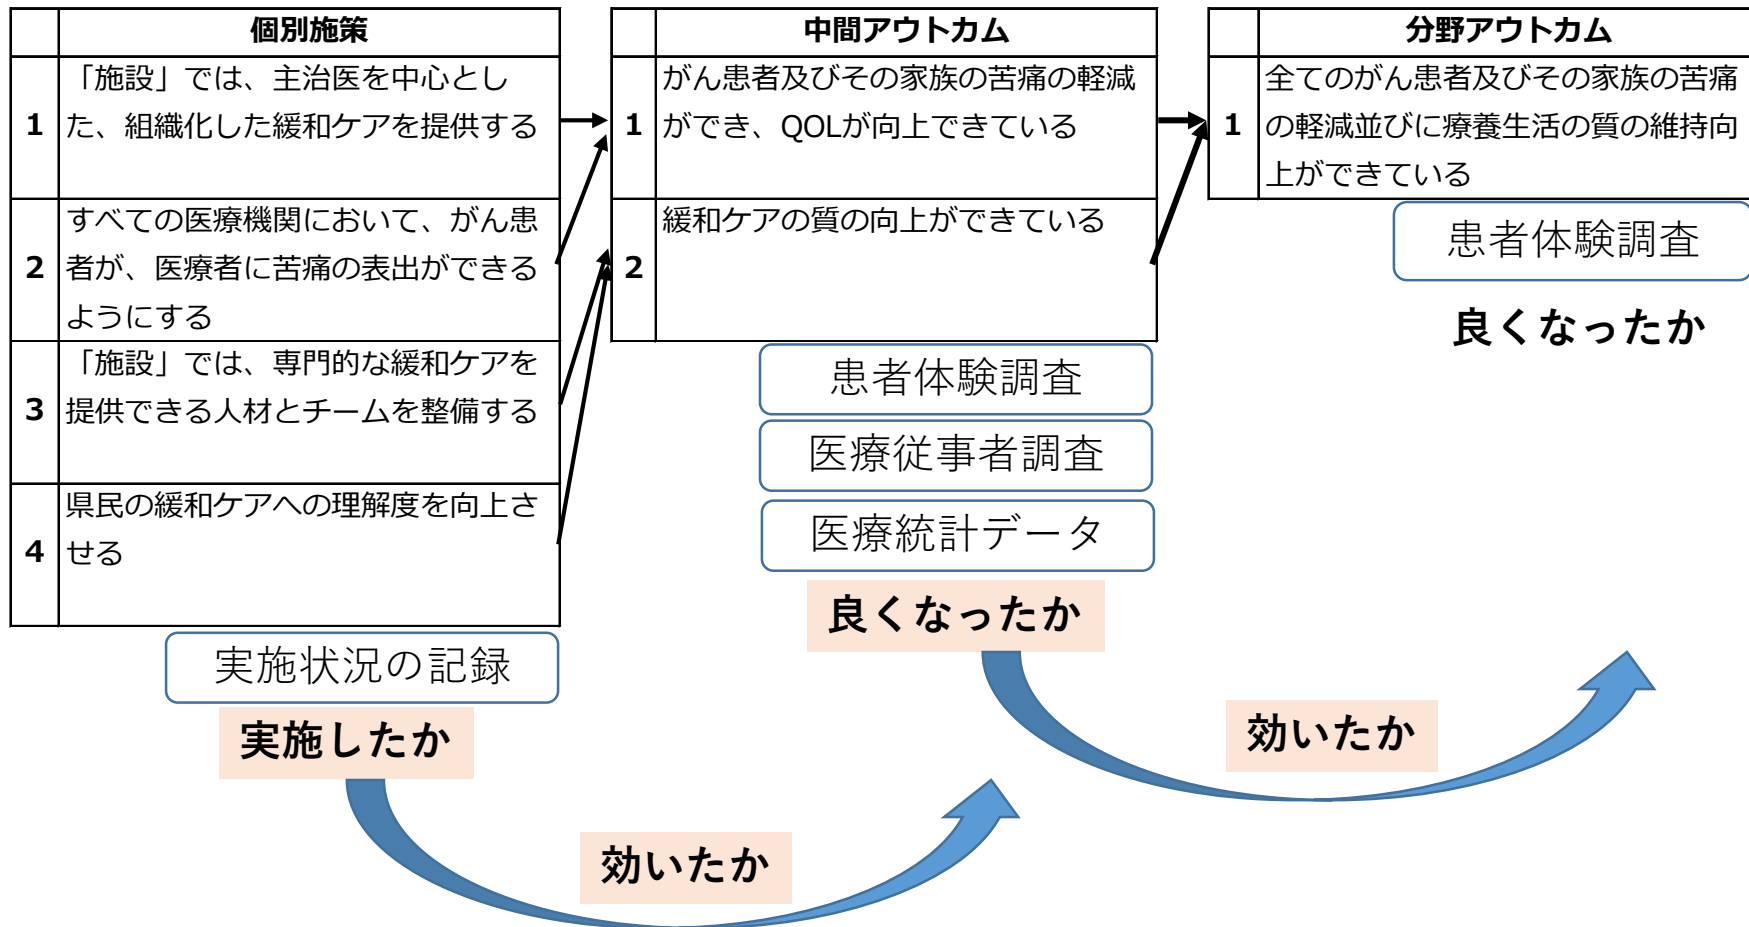 個別施策
1
「施設」では、主治医を中心とし
た、組織化した緩和ケアを提供する
2
すべての医療機関において、がん患
者が、医療者に苦痛の表出ができる
ようにする
3
「施設」では、専門的な緩和ケアを
提供できる人材とチームを整備する
4
県民の緩和ケアへの理解度を向上さ
せる
実施状況の記録
実施したか
効いたか
中間アウトカム
1
がん患者及びその家族の苦痛の軽減
ができ、QOLが向上できている
2
緩和ケアの質の向上ができている
患者体験調査
医療従事者調査
医療統計データ
良くなったか
効いたか
分野アウトカム
1
全てのがん患者及びその家族の苦痛
の軽減並びに療養生活の質の維持向
上ができている
患者体験調査
良くなったか